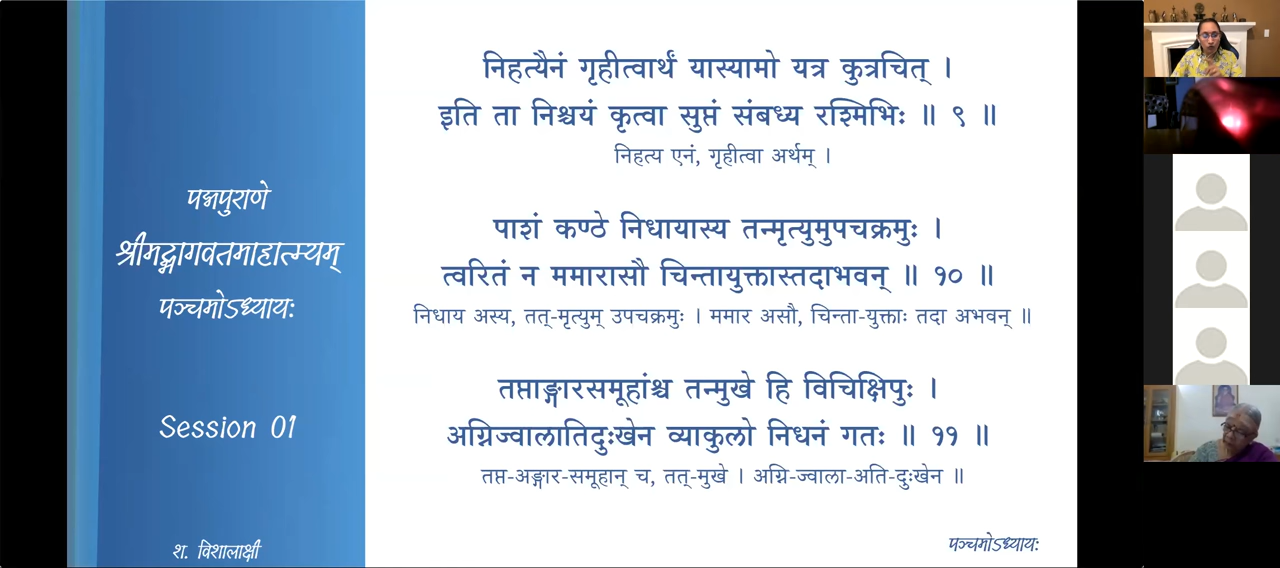 पद्मपुराणे
श्रीमद्भागवतमाहात्म्यम्
पञ्चमोऽध्यायः
Session 01
श. विशालाक्षी
निहत्यैनं गृहीत्वार्थं यास्यामो यत्र कुत्रचित् ।
इति ता निश्चयं कृत्वा सुप्तं संबध्य रश्मिभिः ॥ ९ ॥
निहत्य एनं, गृहीत्वा अर्थम् ।
पाशं कण्ठे निधायास्य तन्मृत्युमुपचक्रमुः ।
त्वरितं न ममारासौ चिन्तायुक्तास्तदाभवन् ॥ १० ॥
निधाय अस्य, तत्-मृत्युम् उपचक्रमुः । ममार असौ, चिन्ता-युक्ताः तदा अभवन् ॥
तप्ताङ्गारसमूहांश्च तन्मुखे हि विचिक्षिपुः ।
अग्निज्वालातिदुःखेन व्याकुलो निधनं गतः ॥ ११ ॥
तप्त-अङ्गार-समूहान् च, तत्-मुखे । अग्नि-ज्वाला-अति-दुःखेन ॥
पञ्चमोऽध्यायः